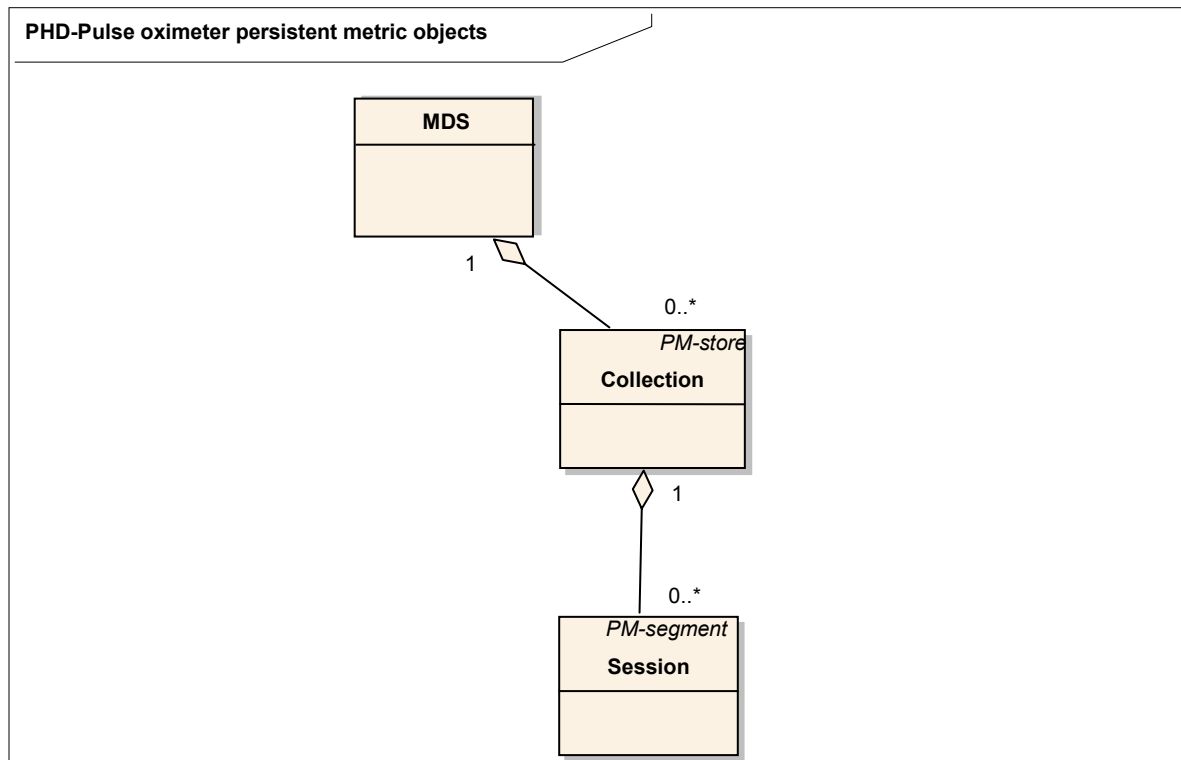 PHD-Pulse oximeter persistent metric objects
MDS
1
0..*
PM-store
Collection
1
0..*
PM-segment
Session